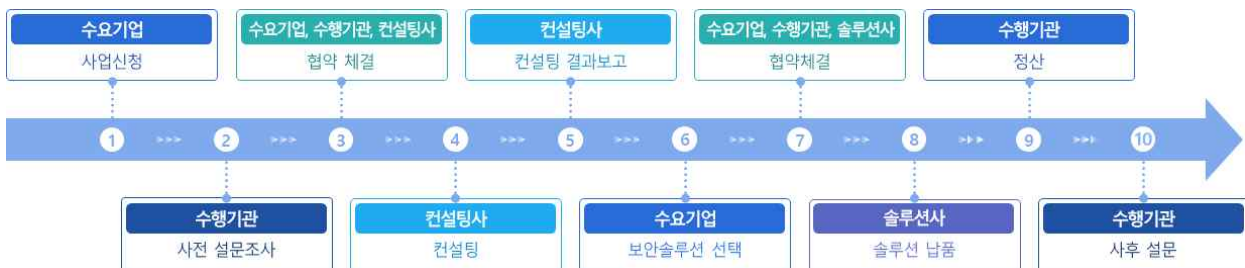 수요기업
사업신청
수요기업, 수행기관, 컨설팅사
협약 체결
컨설팅사
컨설팅 결과보고
수요기업, 수행기관, 솔루션사
협약체결
수행기관
정산
1 2 3 4 5 6 7 8 9 10
수행기관
사전 설문조사
컨설팅사
컨설팅
수요기업
보안솔루션 선택
솔루션사
솔루션 납품
수행기관
사후 설문